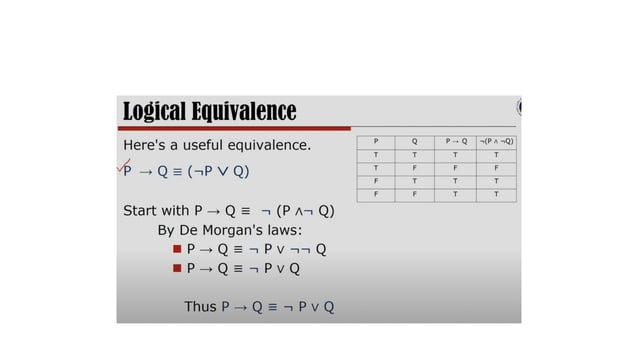 Logical Equivalence
Here's a useful equivalence.
P → Q ≡ (¬P ∨ Q)
Start with P → Q ≡ ¬ (P ∧¬ Q)
By De Morgan's laws:
■ P → Q ≡ ¬ P ∨ ¬¬ Q
■ P → Q ≡ ¬ P ∨ Q
Thus P → Q ≡ ¬ P ∨ Q
P Q P → Q ¬(P ∧ ¬Q)
T T T T
T F F F
F T T T
F F T T